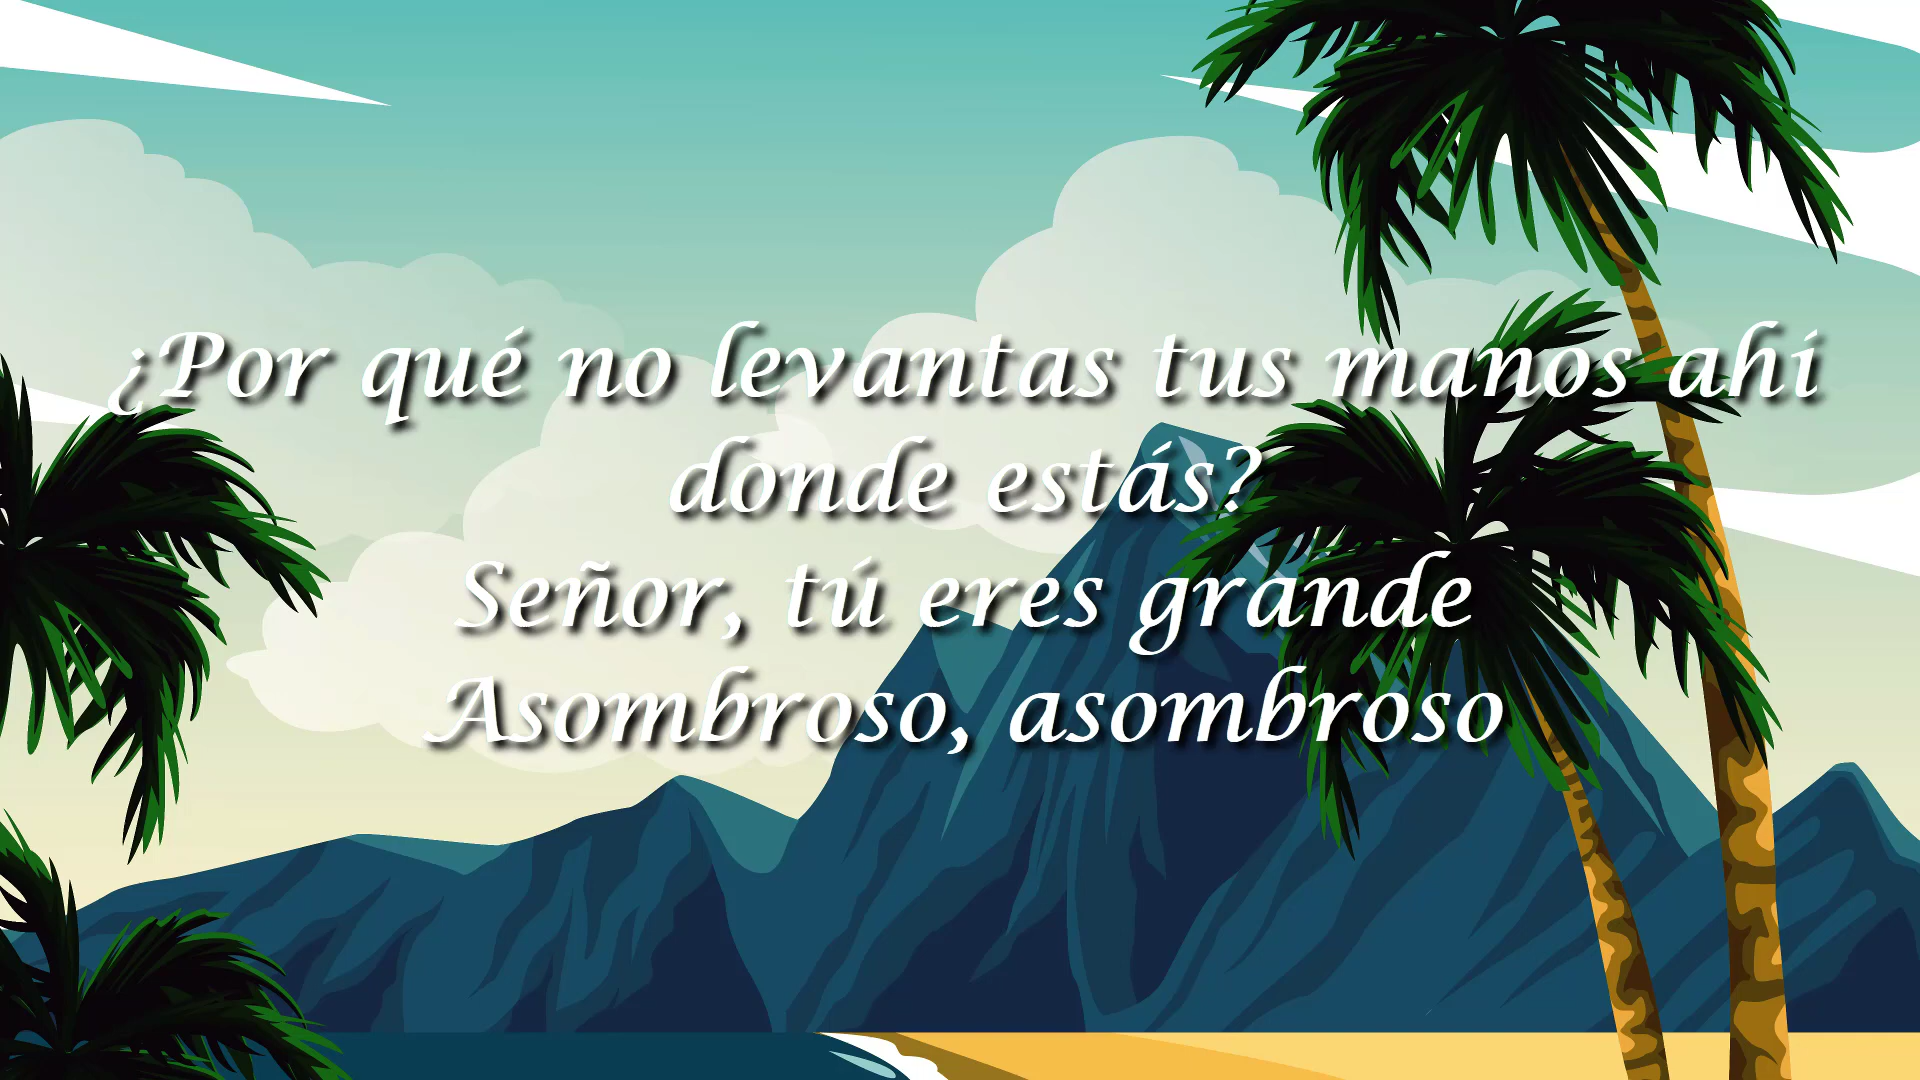 ¿Por qué no levantas tus manos ahí
donde estás?
Señor, tú eres grande
Asombroso, asombroso